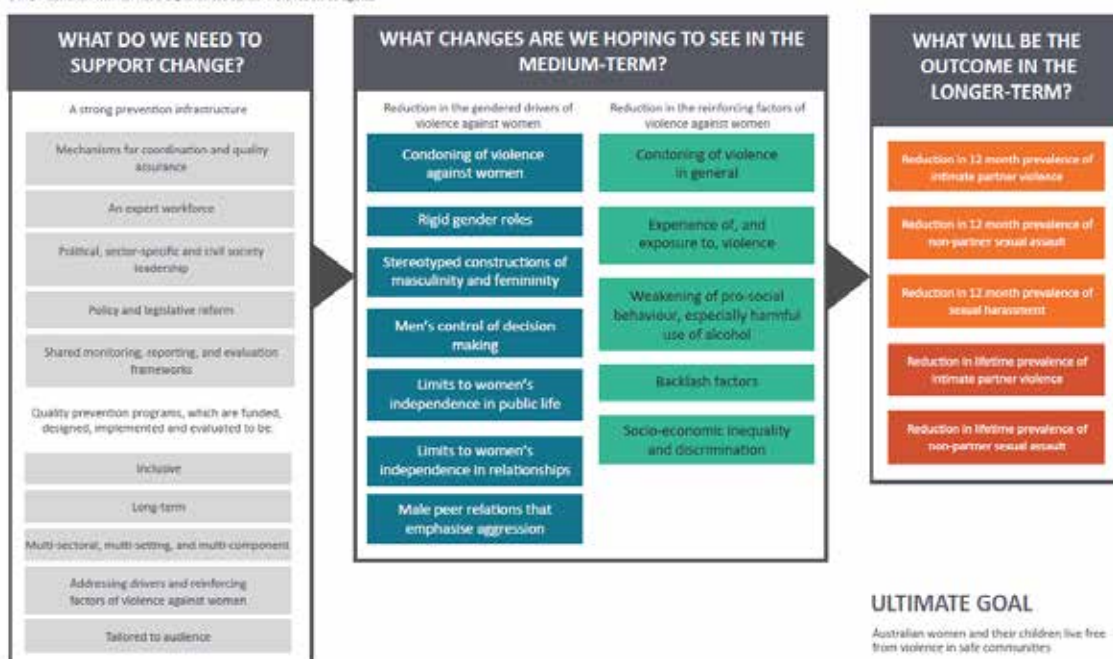 WHAT DO WE NEED TO
SUPPORT CHANGE?
A strong prevention infrastructure
Mechanisms for coordination and quality
assurance
An expert workforce
Political, sector-specific and civil society
leadership
Policy and legislative reform
Shared monitoring, reporting, and evaluation
frameworks
Quality prevention programs, which are funded,
designed, implemented and evaluated to be:
Inclusive
Long-term
Multi-sectoral, multi-setting, and multi-component
Addressing drivers and reinforcing
factors of violence against women
Tailored to audience
WHAT CHANGES ARE WE HOPING TO SEE IN THE
MEDIUM-TERM?
Reduction in the gendered drivers of
violence against women
Condoning of violence
against women
Rigid gender roles
Stereotyped constructions of
masculinity and femininity
Men's control of decision
making
Limits to women's
independence in public life
Limits to women's
independence in relationships
Male peer relations that
emphasise aggression
Reduction in the reinforcing factors of
violence against women
Condoning of violence
in general
Experience of, and
exposure to, violence
Weakening of pro-social
behaviour, especially harmful
use of alcohol
Backlash factors
Socio-economic inequality
and discrimination
WHAT WILL BE THE
OUTCOME IN THE
LONGER-TERM?
Reduction in 12 month prevalence of
intimate partner violence
Reduction in 12 month prevalence of
non-partner sexual assault
Reduction in 12 month prevalence of
sexual harassment
Reduction in lifetime prevalence of
intimate partner violence
Reduction in lifetime prevalence of
non-partner sexual assault
ULTIMATE GOAL
Australian women and their children live free
from violence in safe communities